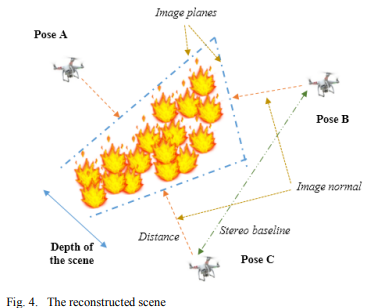 Image planes
Pose A
Pose B
Image normal
Distance
Stereo baseline
Depth of
the scene
Pose C
Fig. 4. The reconstructed scene